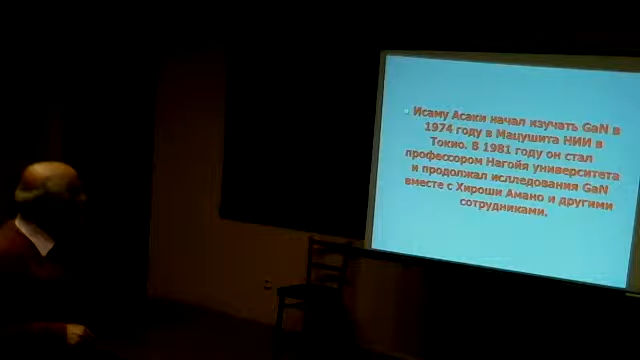 Исаму Асаки начал изучать GaN в
1974 году в Мацушита НИИ в
Токио. В 1981 году он стал
профессором Нагойя университета
и продолжал ислледования GaN
вместе с Хироши Амано и другими
сотрудниками.